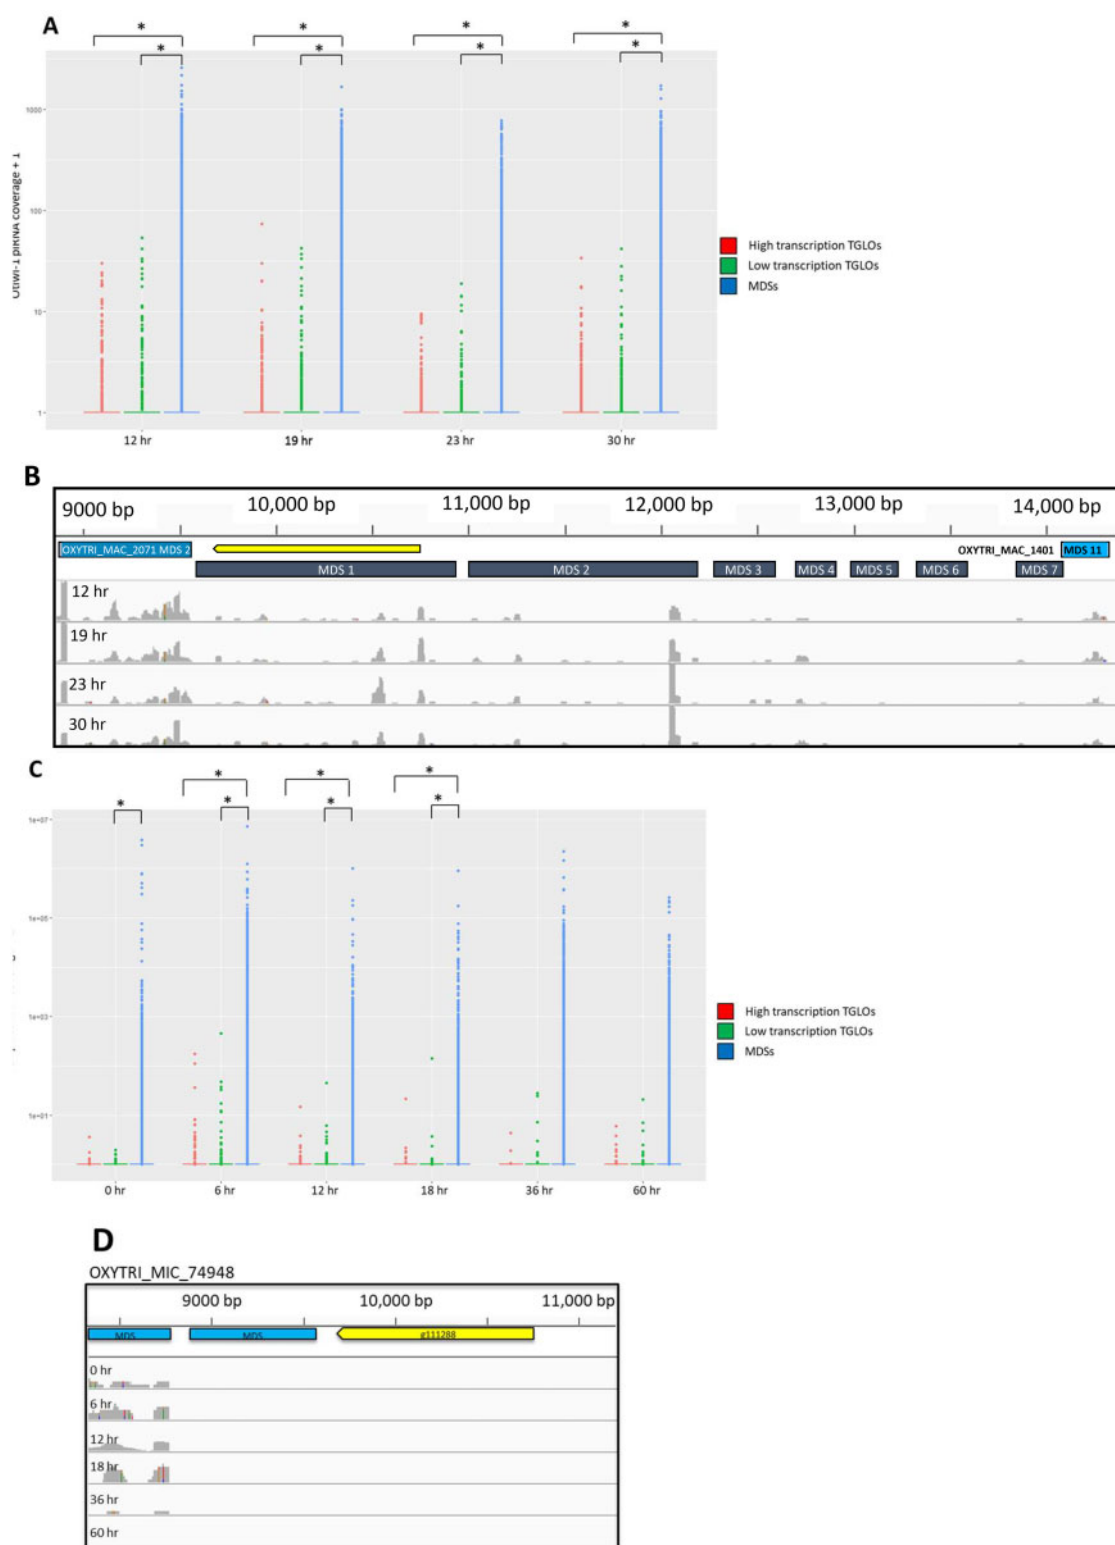 A
* * * *
* * * *
1000
100
10
1
Otiwi-1 piRNA coverage + 1
12 hr 19 hr 23 hr 30 hr
High transcription TGLOs
Low transcription TGLOs
MDSs
B
9000 bp 10,000 bp 11,000 bp 12,000 bp 13,000 bp 14,000 bp
OXYTRI_MAC_2071 MDS 2 OXYTRI_MAC_1401 MDS 11
MDS 1 MDS 2 MDS 3 MDS 4 MDS 5 MDS 6 MDS 7
12 hr
19 hr
23 hr
30 hr
C
* * *
* * * *
1e+07
1e+05
1e+03
1e+01
0 hr 6 hr 12 hr 18 hr 36 hr 60 hr
High transcription TGLOs
Low transcription TGLOs
MDSs
D
OXYTRI_MIC_74948
9000 bp 10,000 bp 11,000 bp
MDS MDS g111288
0 hr
6 hr
12 hr
18 hr
36 hr
60 hr